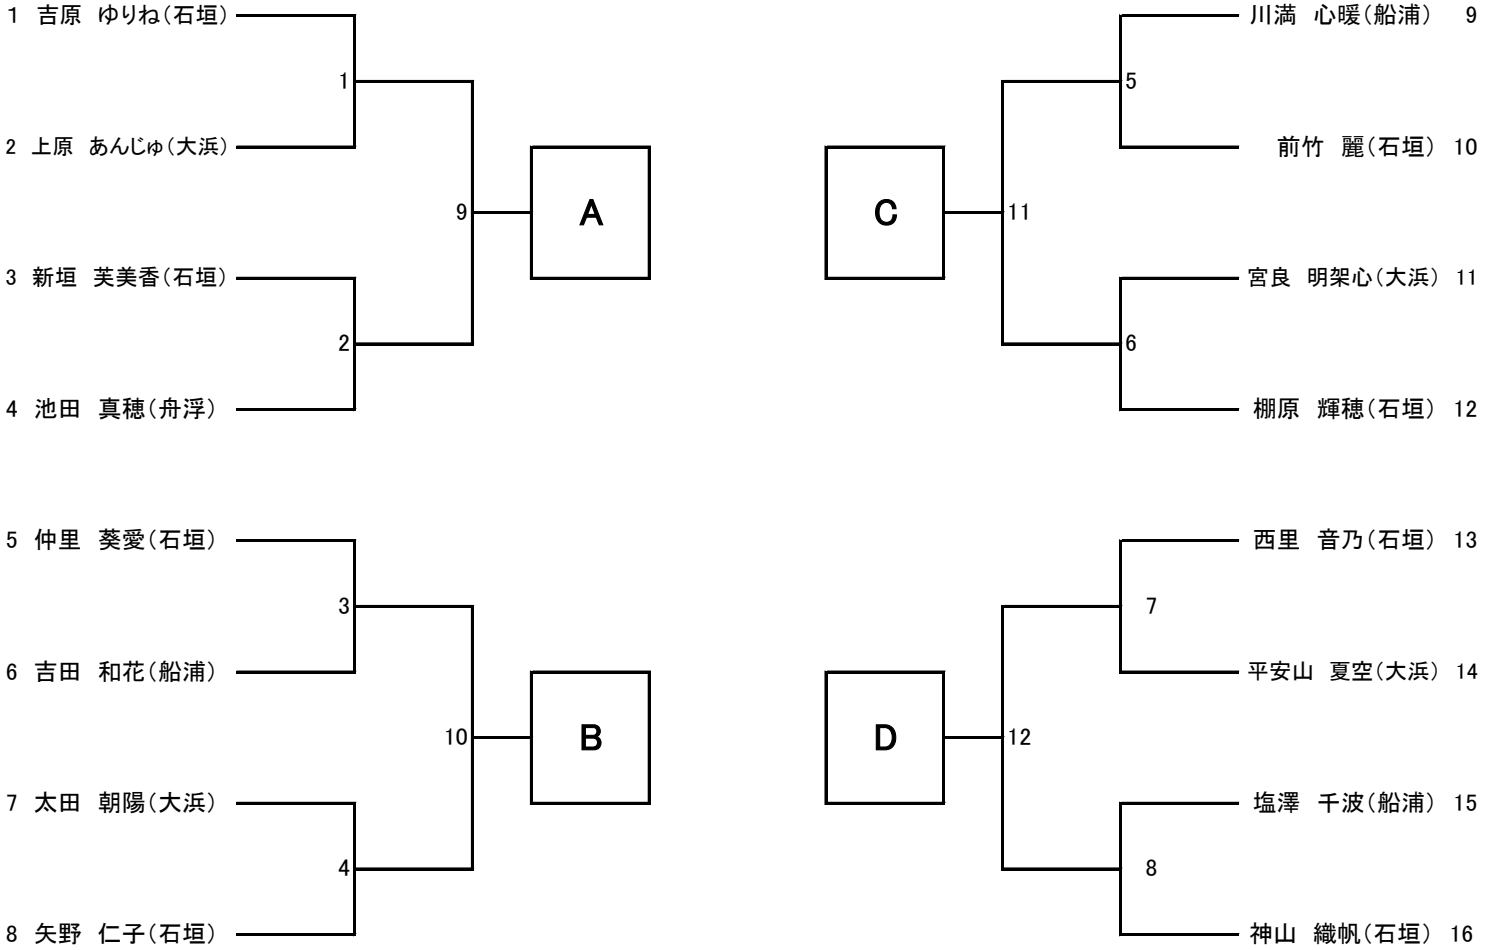 1 吉原 ゆりね(石垣)
1
2 上原 あんじゅ(大浜)
9
A
3 新垣 芙美香(石垣)
2
4 池田 真穂(舟浮)
5 仲里 葵愛(石垣)
3
6 吉田 和花(船浦)
10
B
7 太田 朝陽(大浜)
4
8 矢野 仁子(石垣)
川満 心暖(船浦) 9
5
前竹 麗(石垣) 10
C
11
宮良 明架心(大浜) 11
6
棚原 輝穂(石垣) 12
西里 音乃(石垣) 13
7
平安山 夏空(大浜) 14
D
12
塩澤 千波(船浦) 15
8
神山 織帆(石垣) 16